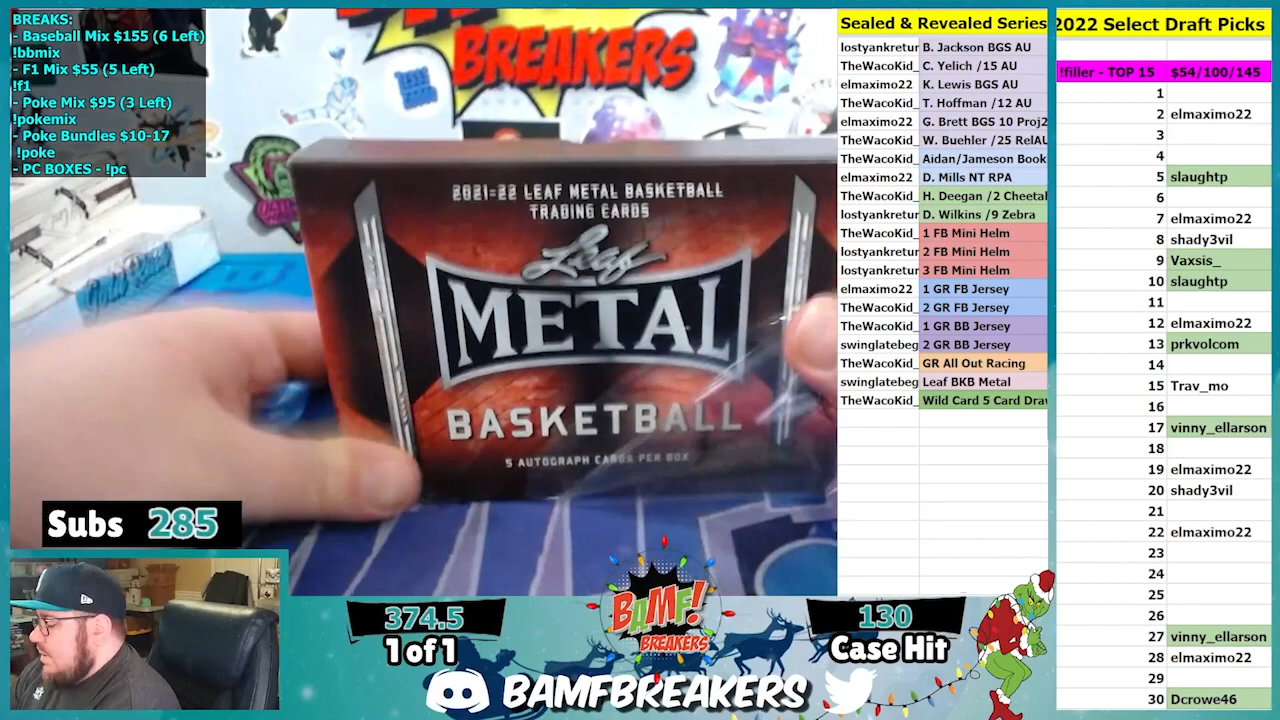 BREAKS:
- Baseball Mix $155 (6 Left)
!bbmix
- F1 Mix $55 (5 Left)
!f1
- Poke Mix $95 (3 Left)
!pokemix
- Poke Bundles $10-17
!poke
- PC BOXES - !pc
BREAKERS
2021-22 LEAF METAL BASKETBALL
TRADING CARDS
Leaf
METAL
BASKETBALL
5 AUTOGRAPH CARDS PER BOX
Sealed & Revealed Series
lostyankretur B. Jackson BGS AU
TheWacoKid_ C. Yelich /15 AU
elmaximo22 K. Lewis BGS AU
TheWacoKid_ T. Hoffman /12 AU
elmaximo22 G. Brett BGS 10 Proj2
TheWacoKid_ W. Buehler /25 RelAU
TheWacoKid_ Aidan/Jameson Book
elmaximo22 D. Mills NT RPA
TheWacoKid_ H. Deegan /2 Cheetal
lostyankretur D. Wilkins /9 Zebra
TheWacoKid_ 1 FB Mini Helm
lostyankretur 2 FB Mini Helm
lostyankretur 3 FB Mini Helm
elmaximo22 1 GR FB Jersey
TheWacoKid_ 2 GR FB Jersey
TheWacoKid_ 1 GR BB Jersey
swinglatebeg 2 GR BB Jersey
TheWacoKid_ GR All Out Racing
swinglatebeg Leaf BKB Metal
TheWacoKid_ Wild Card 5 Card Drav
2022 Select Draft Picks
!filler - TOP 15 $54/100/145
1
2 elmaximo22
3
4
5 slaughtp
6
7 elmaximo22
8 shady3vil
9 Vaxsis_
10 slaughtp
11
12 elmaximo22
13 prkvolcom
14
15 Trav_mo
16
17 vinny_ellarson
18
19 elmaximo22
20 shady3vil
21
22 elmaximo22
23
24
25
26
27 vinny_ellarson
28 elmaximo22
29
30 Dcrowe46
Subs 285
374.5
1 of 1
BAMF!
BREAKERS
130
Case Hit
BAMFBREAKERS